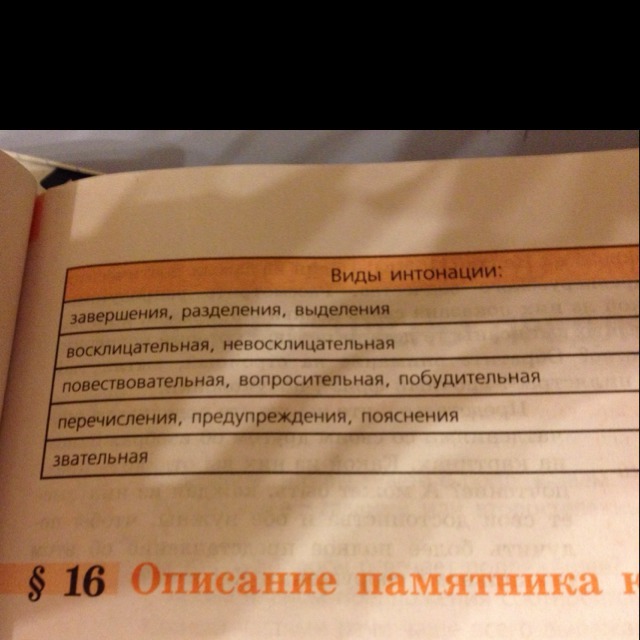 Виды интонации:
завершения, разделения, выделения
восклицательная, невосклицательная
повествовательная, вопросительная, побудительная
перечисления, предупреждения, пояснения
звательная
§ 16 Описание памятника